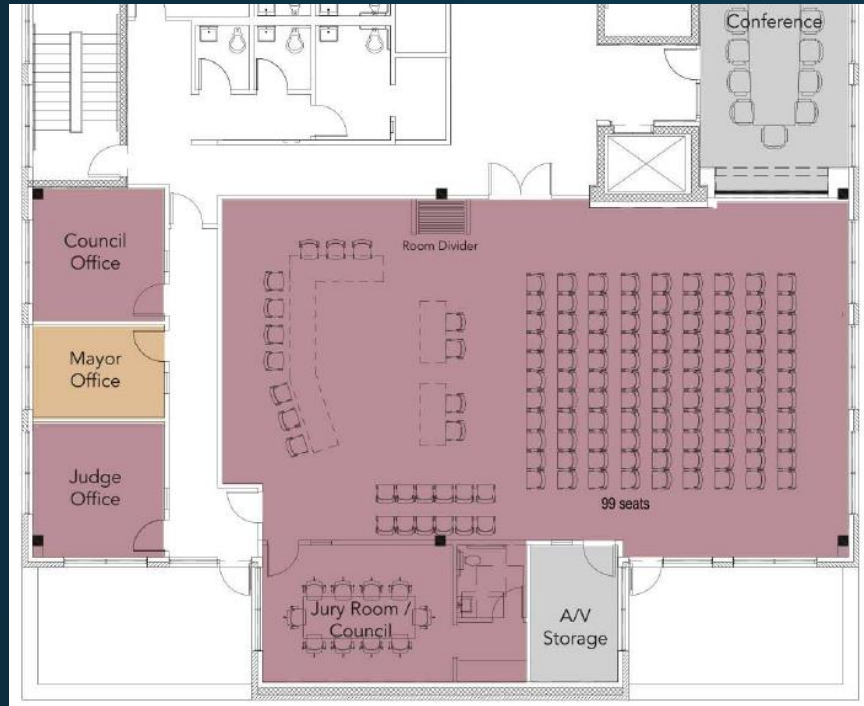 Conference
Council
Office
Room Divider
Mayor
Office
Judge
Office
99 seats
Jury Room /
Council
A/V
Storage